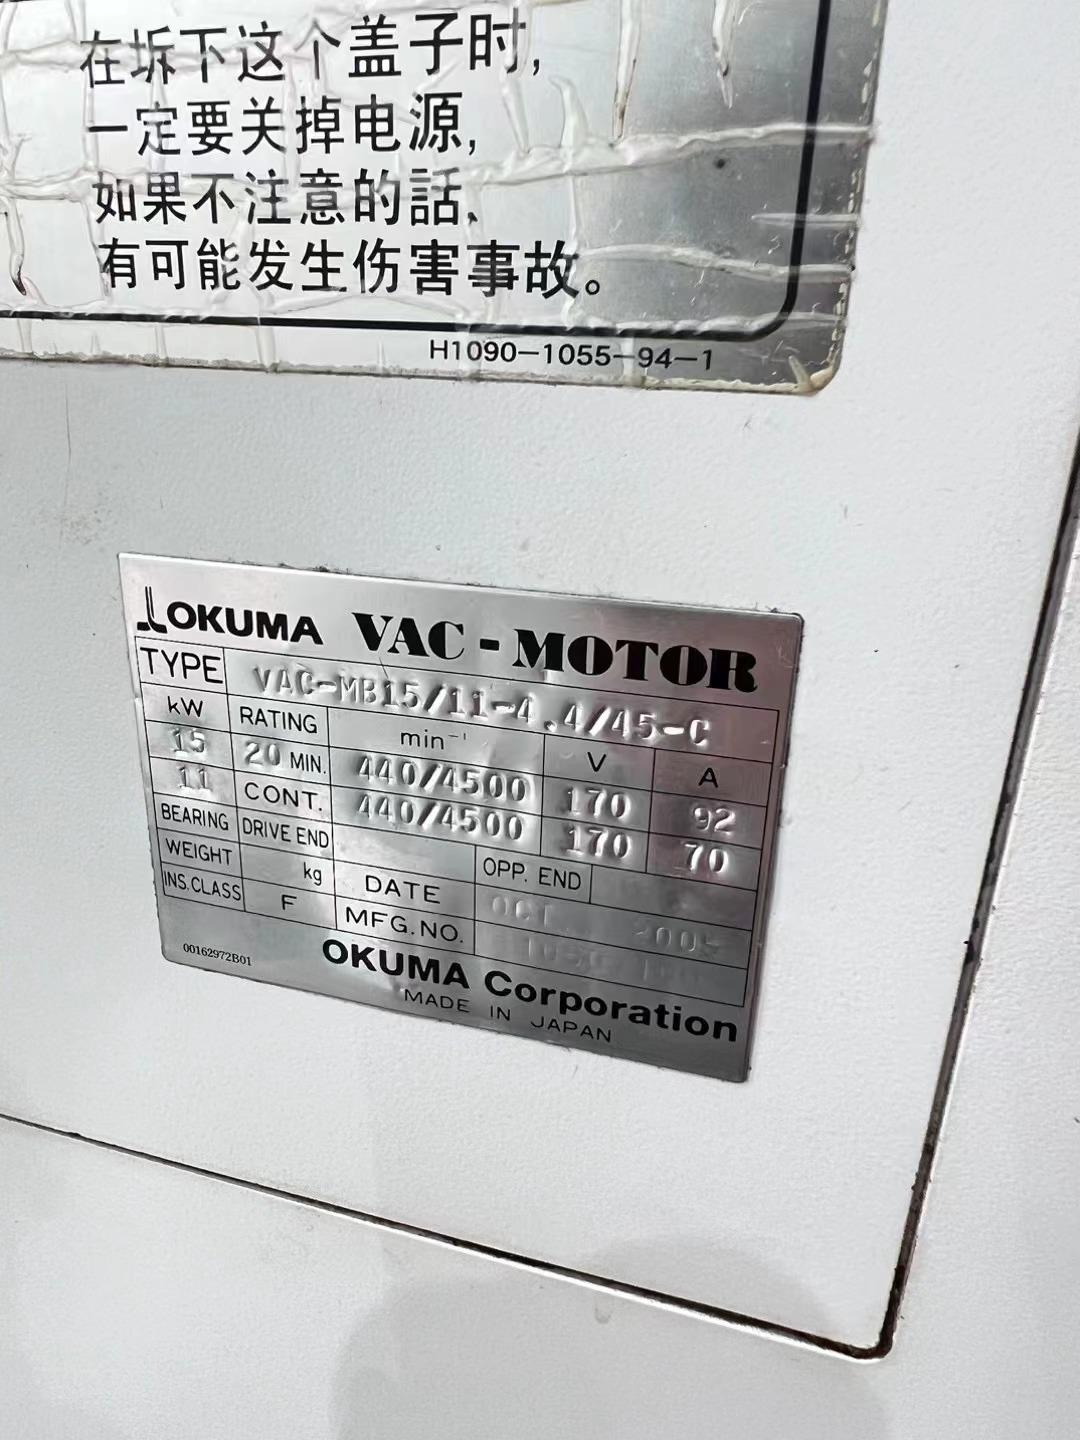 在拆下这个盖子时,
一定要关掉电源,
如果不注意的話,
有可能发生伤害事故。
H1090-1055-94-1
OKUMA VAC-MOTOR
TYPE VAC-MB15/11-4.4/45-C
kW RATING min⁻¹ V A
15 20 MIN. 440/4500 170 92
11 CONT. 440/4500 170 70
BEARING DRIVE END OPP. END
WEIGHT kg DATE OCT. 2005
INS.CLASS F MFG.NO.
00162972B01 OKUMA Corporation
MADE IN JAPAN